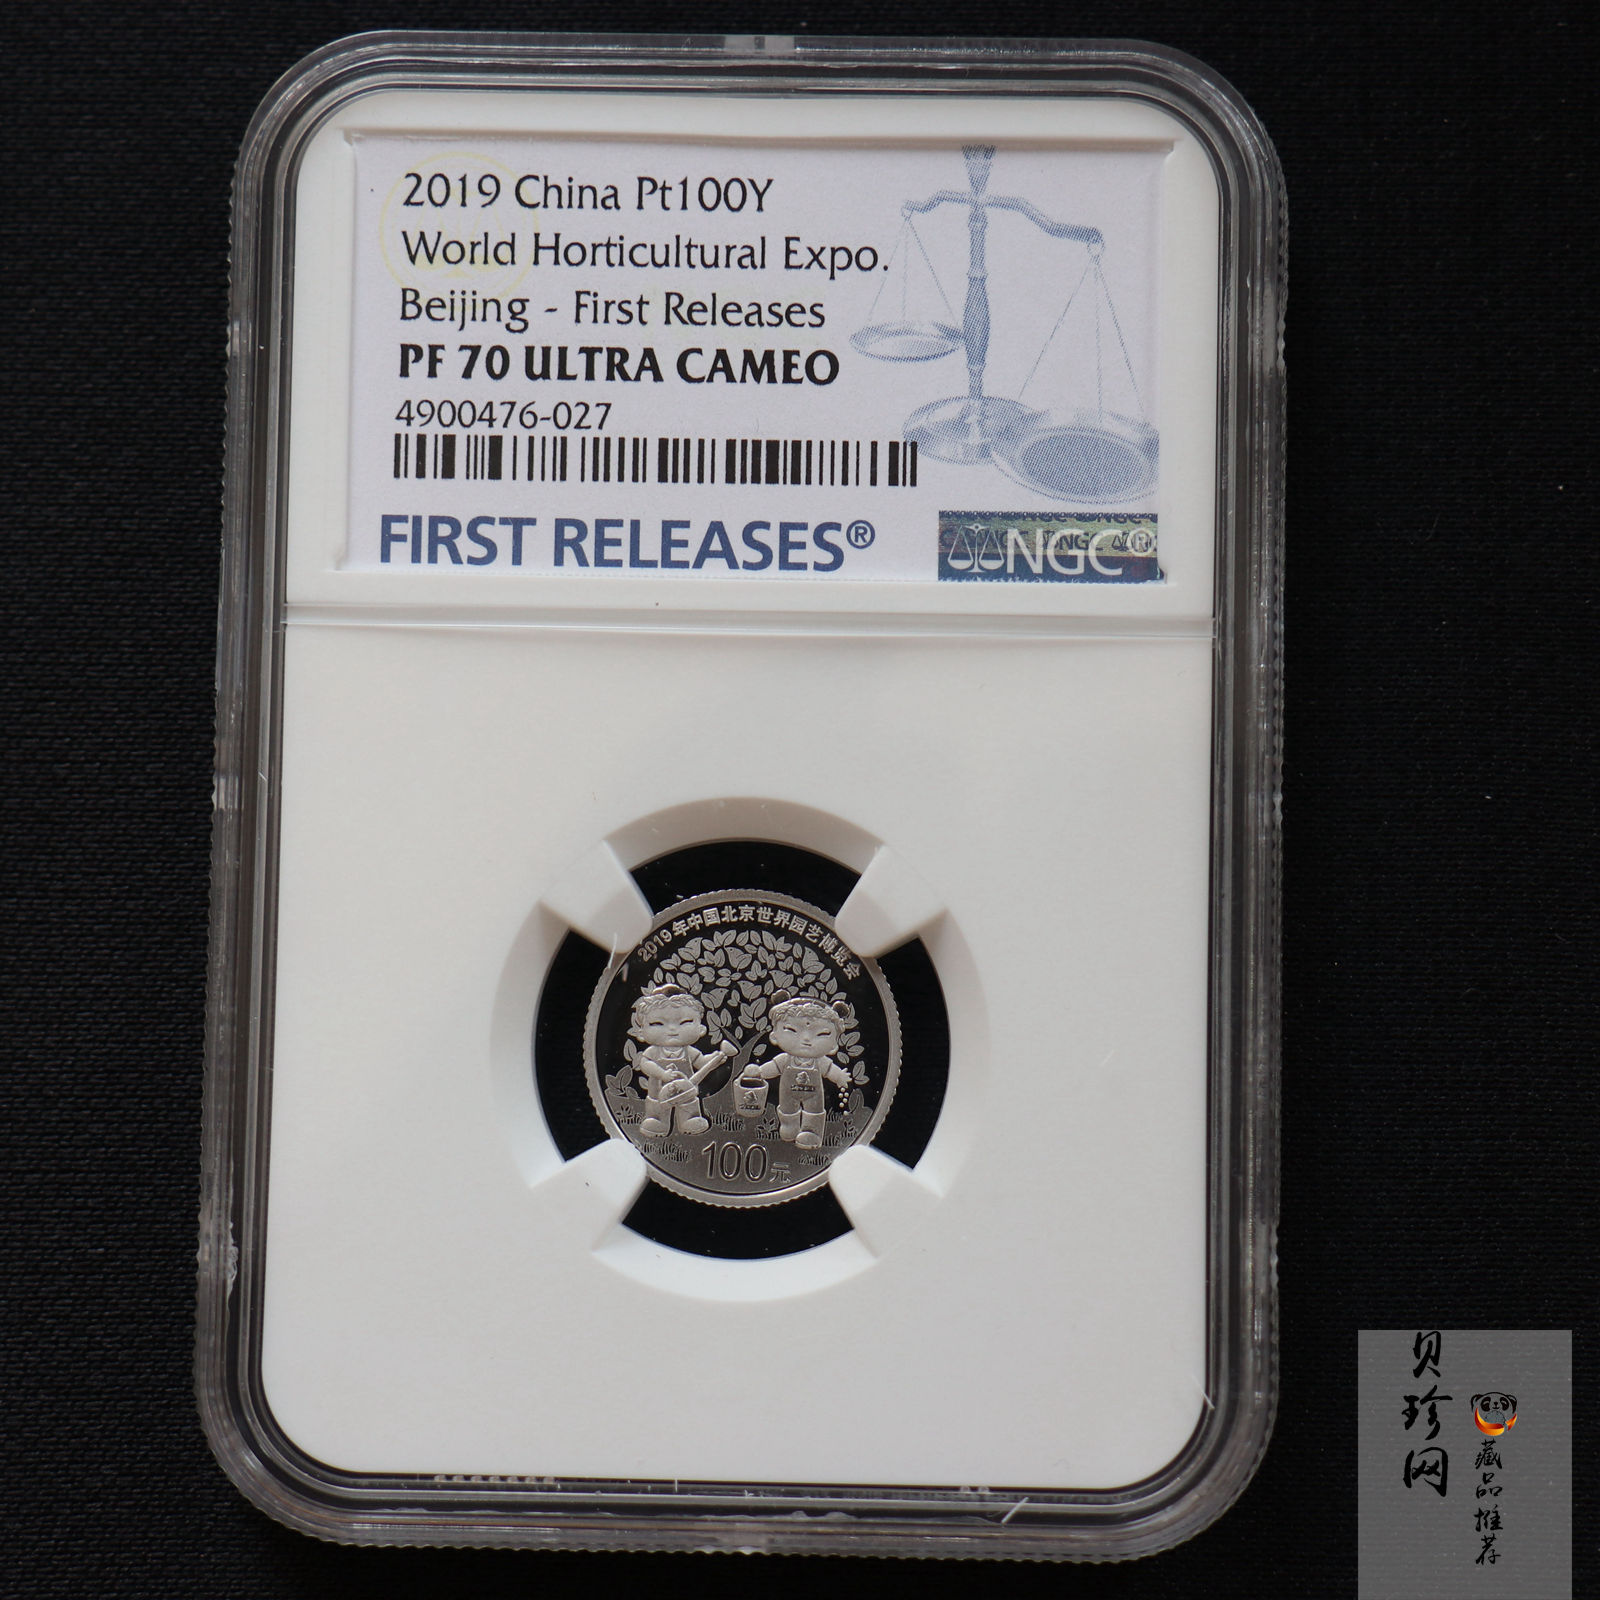 2019 China Pt100Y
World Horticultural Expo.
Beijing - First Releases
PF 70 ULTRA CAMEO
4900476-027
FIRST RELEASES®
NGC®
2019年中国北京世界园艺博览会
100元
贝珍网
藏品推荐